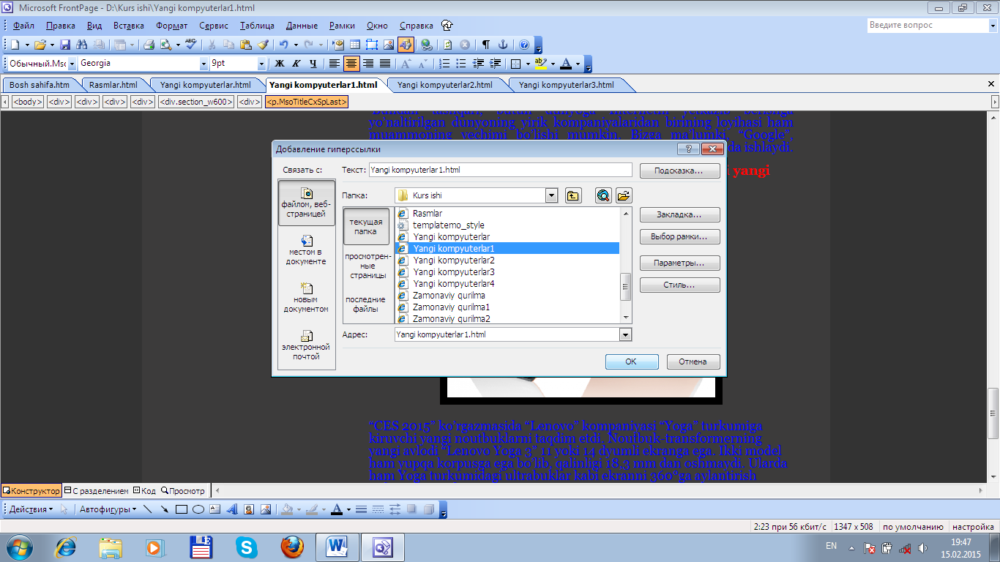 Microsoft FrontPage - D:\Kurs ishi\Yangi kompyuterlar1.html
Файл Правка Вид Вставка Формат Сервис Таблица Данные Рамки Окно Справка
Введите вопрос
Обычный.Mso Georgia 9pt Ж К Ч
Bosh sahifa.htm Rasmlar.html Yangi kompyuterlar.html Yangi kompyuterlar1.html Yangi kompyuterlar2.html Yangi kompyuterlar3.html
<body> <div> <div> <div> <div> <div.section_w600> <div> <p.MsoTitleCxSpLast>
Bundan tashqari, butun dunyoga internetni yetkazib berishga
yo’naltirilgan dunyoning yirik kompaniyalaridan birining loyihasi ham
muammoning yechimi bo’lishi mumkin. Bizga ma’lumki, “Google”,
da ishlaydi.
i yangi
Добавление гиперссылки
Связать с:
Текст: Yangi kompyuterlar1.html
Подсказка...
файлом, веб-
страницей
местом в
документе
новым
документом
электронной
почтой
Папка: Kurs ishi
текущая
папка
просмотрен-
ные
страницы
последние
файлы
Rasmlar
templatemo_style
Yangi kompyuterlar
Yangi kompyuterlar1
Yangi kompyuterlar2
Yangi kompyuterlar3
Yangi kompyuterlar4
Zamonaviy qurilma
Zamonaviy qurilma1
Zamonaviy qurilma2
Закладка...
Выбор рамки...
Параметры...
Стиль...
Адрес: Yangi kompyuterlar1.html
OK Отмена
“CES 2015” ko’rgazmasida “Lenovo” kompaniyasi “Yoga” turkumiga
kiruvchi yangi noutbuklarni taqdim etdi. Noutbuk-transformerning
yangi avlodi “Lenovo Yoga 3” 11 yoki 14 dyumli ekranga ega. Ikki model
ham yupqa korpusga ega bo’lib, qalinligi 18,3 mm dan oshmaydi. Ularda
ham Yoga turkumidagi ultrabuklar kabi ekranni 360°ga aylantirish
Конструктор С разделением Код Просмотр
Действия Автофигуры
2:23 при 56 кбит/с 1347 x 508 по умолчанию настройка
EN
19:47
15.02.2015